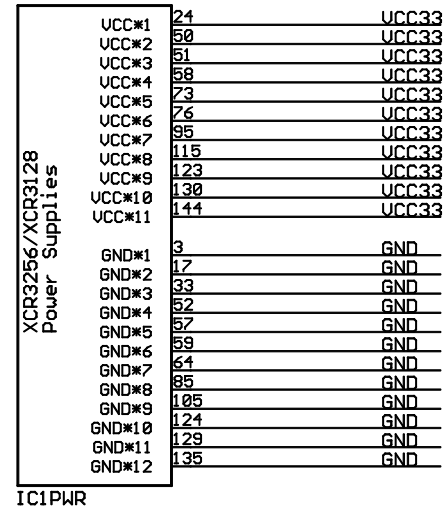 XCR3256/XCR3128
Power Supplies
VCC*1 24 VCC33
VCC*2 50 VCC33
VCC*3 51 VCC33
VCC*4 58 VCC33
VCC*5 73 VCC33
VCC*6 76 VCC33
VCC*7 95 VCC33
VCC*8 115 VCC33
VCC*9 123 VCC33
VCC*10 130 VCC33
VCC*11 144 VCC33
GND*1 3 GND
GND*2 17 GND
GND*3 33 GND
GND*4 52 GND
GND*5 57 GND
GND*6 59 GND
GND*7 64 GND
GND*8 85 GND
GND*9 105 GND
GND*10 124 GND
GND*11 129 GND
GND*12 135 GND
IC1PWR